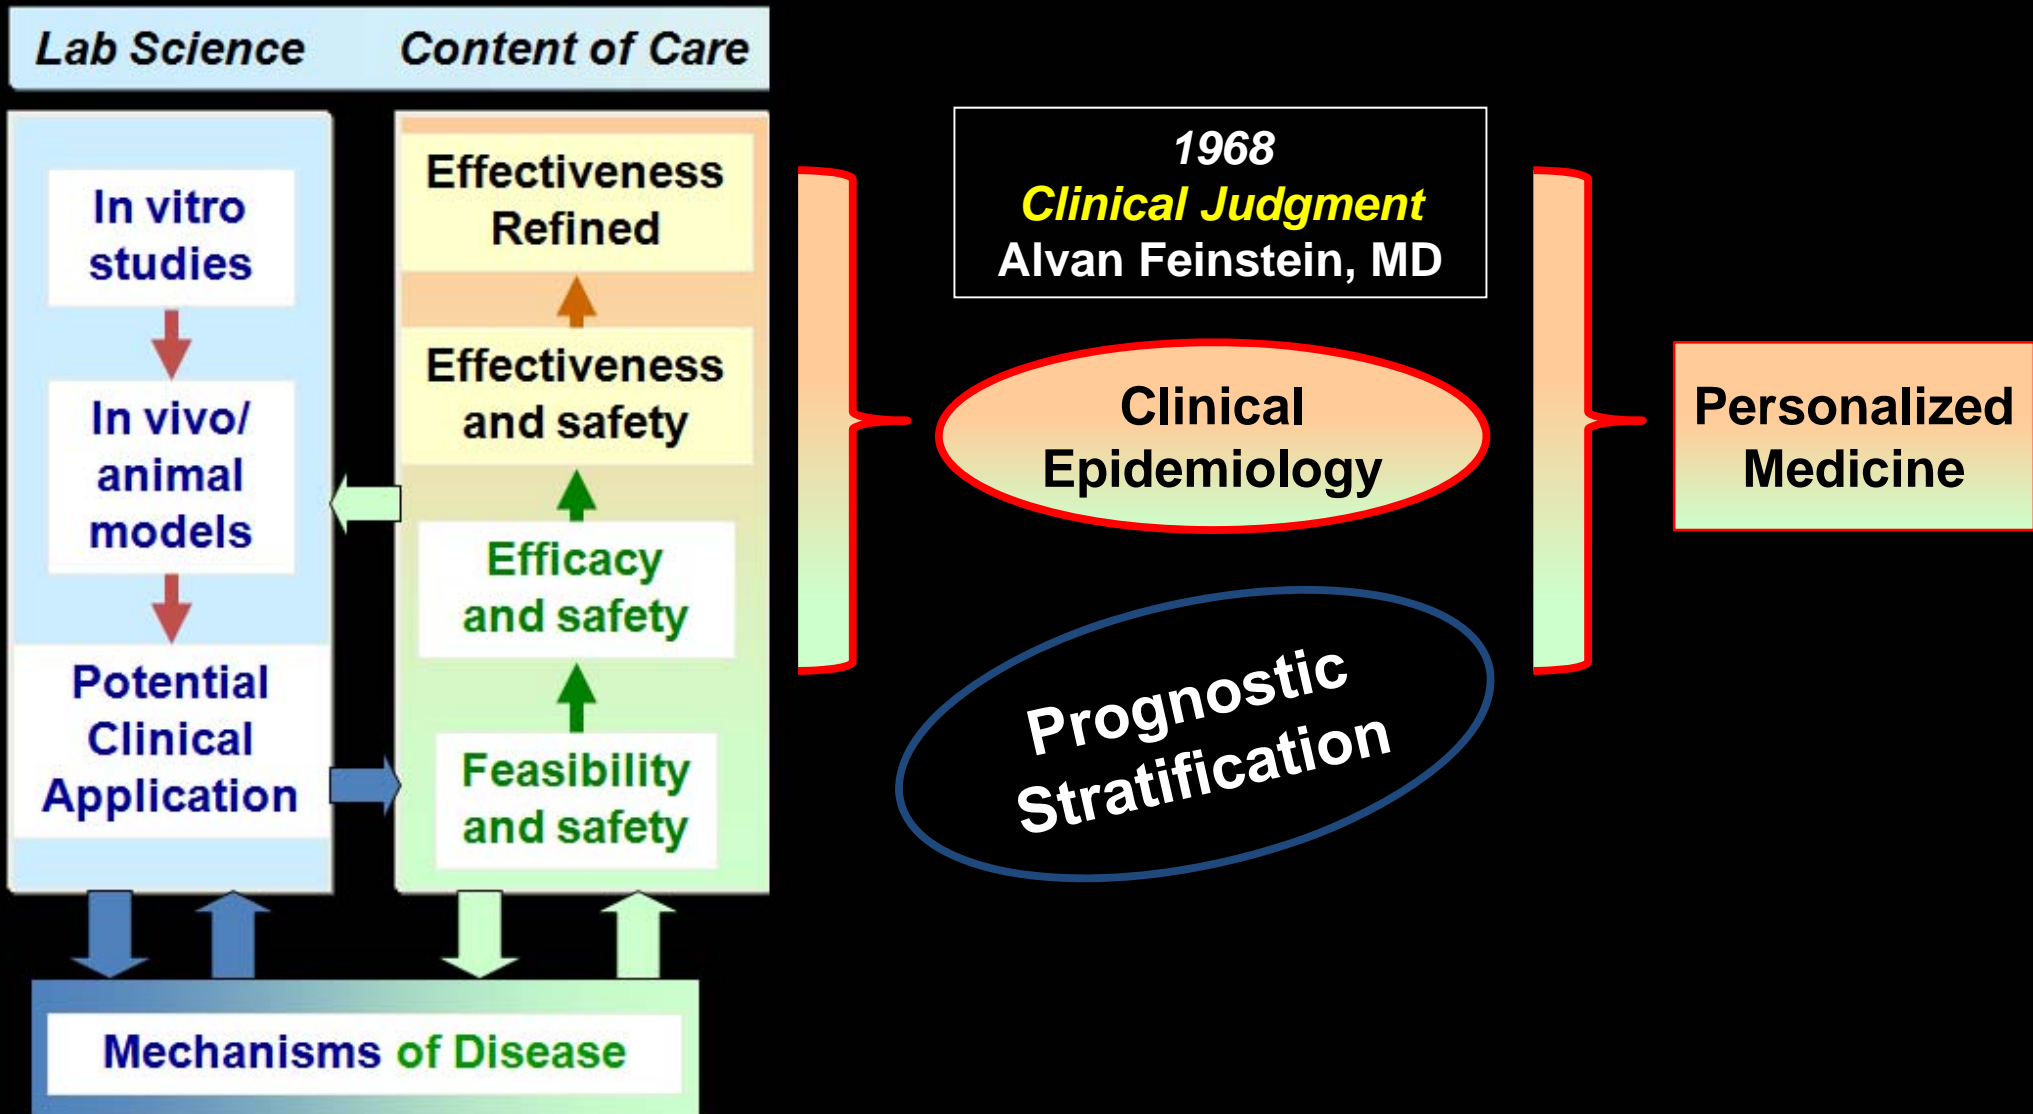 Lab Science
Content of Care
In vitro
studies
In vivo/
animal
models
Potential
Clinical
Application
Effectiveness
Refined
Effectiveness
and safety
Efficacy
and safety
Feasibility
and safety
Mechanisms of Disease
1968
Clinical Judgment
Alvan Feinstein, MD
Clinical
Epidemiology
Prognostic
Stratification
Personalized
Medicine